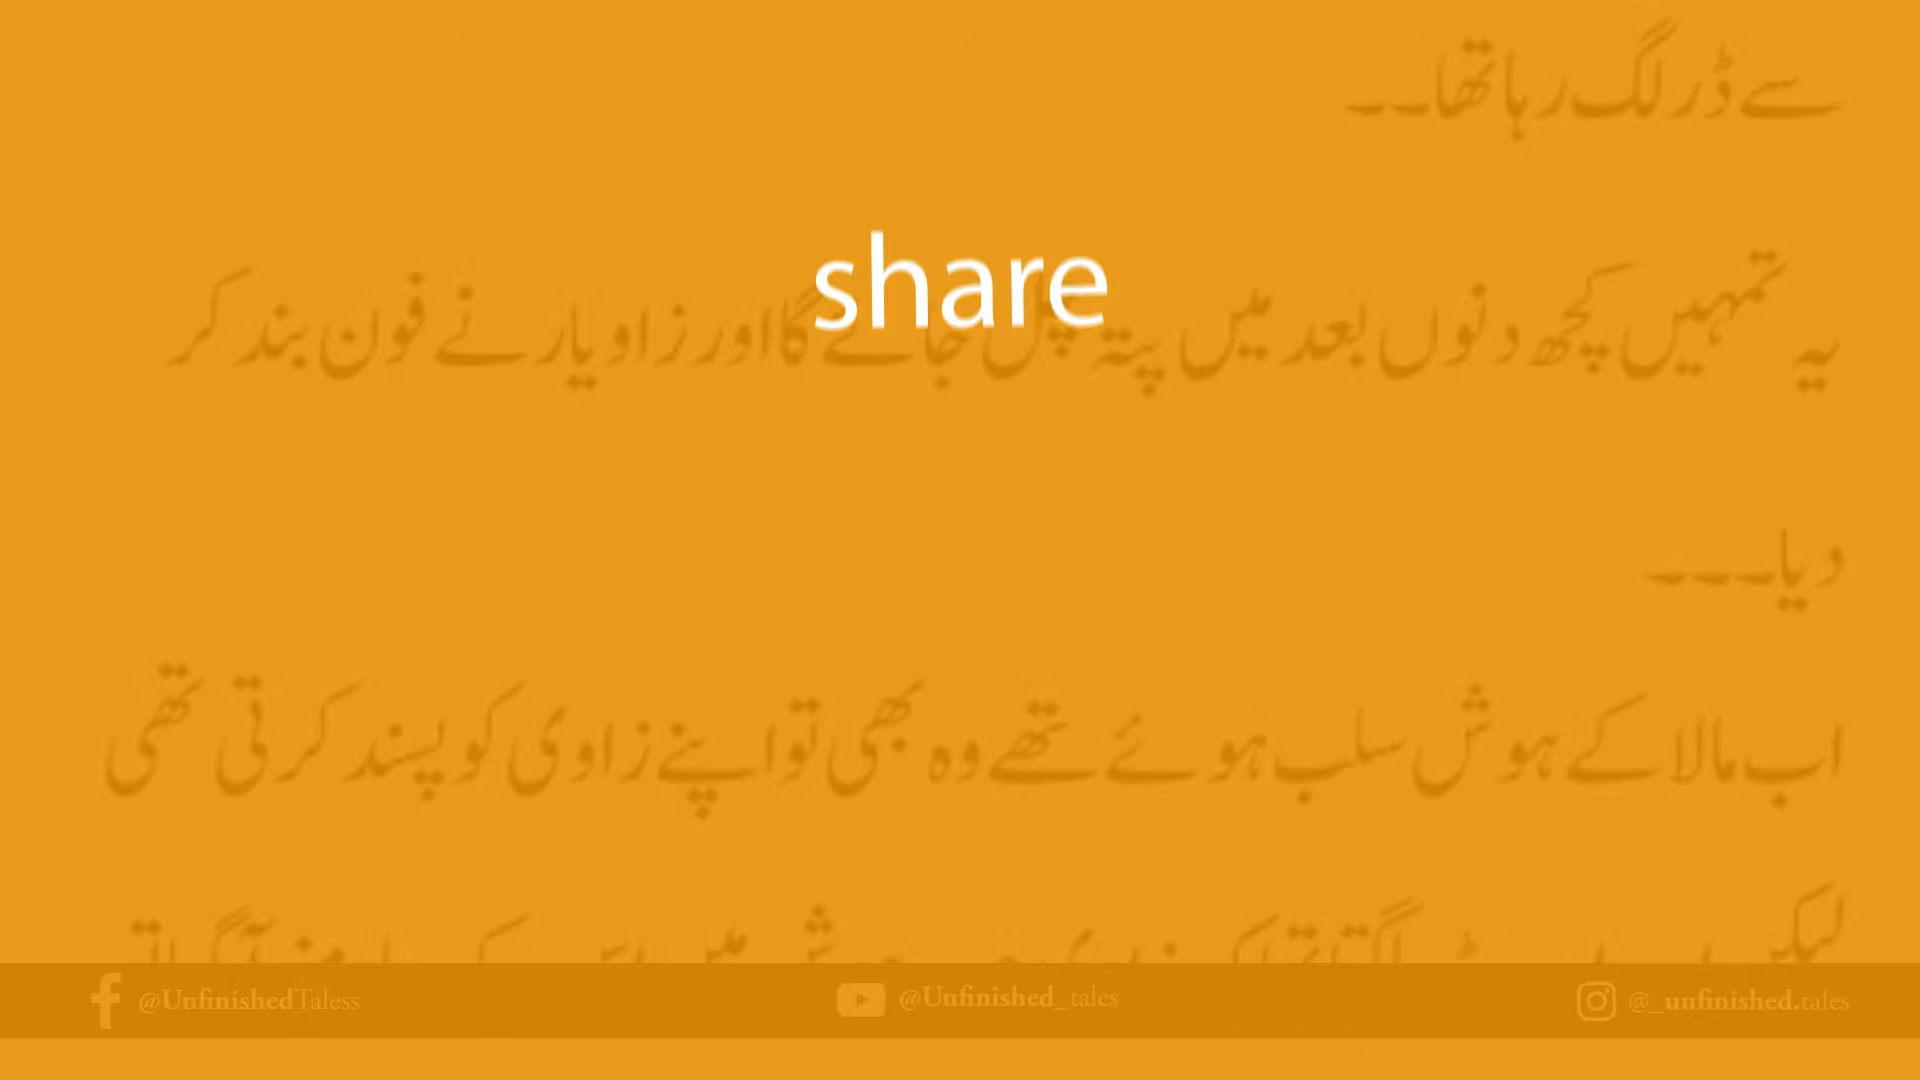 سے ڈر لگ رہا تھا۔۔
share
یہ تمہیں کچھ دنوں بعد میں پتہ چل جائے گا اور زاویار نے فون بند کر
دیا۔۔۔
اب مالا کے ہوش سلب ہوئے تھے وہ بھی تو اپنے زاوی کو پسند کرتی تھی
لیکن
@UnfinishedTaless
@Unfinished_tales
@_unfinished.tales